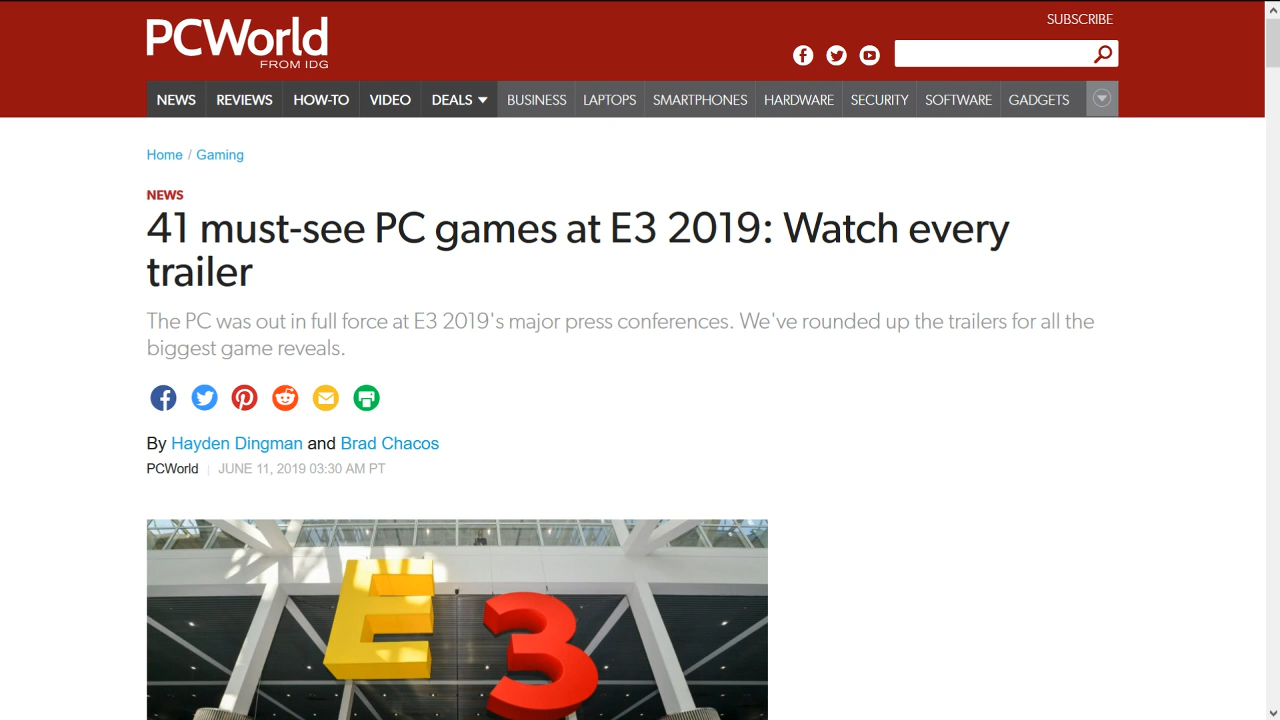 SUBSCRIBE
PCWorld
FROM IDG
NEWS REVIEWS HOW-TO VIDEO DEALS BUSINESS LAPTOPS SMARTPHONES HARDWARE SECURITY SOFTWARE GADGETS
Home / Gaming
NEWS
41 must-see PC games at E3 2019: Watch every
trailer
The PC was out in full force at E3 2019's major press conferences. We've rounded up the trailers for all the
biggest game reveals.
By Hayden Dingman and Brad Chacos
PCWorld | JUNE 11, 2019 03:30 AM PT
E3